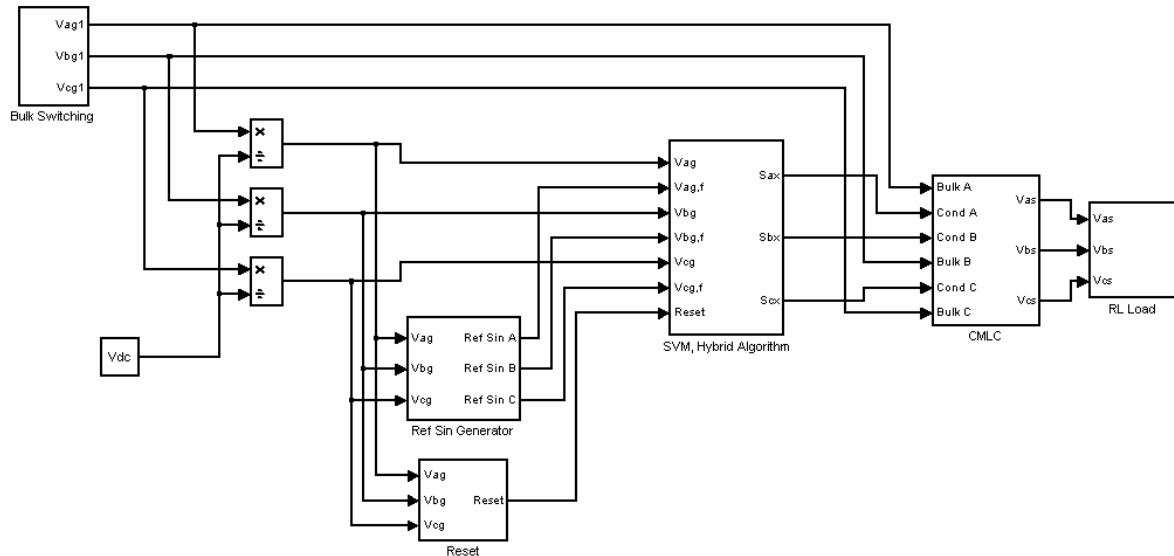 Vag1
Vbg1
Vcg1
Bulk Switching
×
÷
×
÷
×
÷
Vdc
Vag
Vbg
Vcg
Ref Sin A
Ref Sin B
Ref Sin C
Ref Sin Generator
Vag
Vbg
Vcg
Reset
Reset
Vag
Vag,f
Vbg
Vbg,f
Vcg
Vcg,f
Reset
Sax
Sbx
Scx
SVM, Hybrid Algorithm
Bulk A
Cond A
Cond B
Bulk B
Cond C
Bulk C
Vas
Vbs
Vcs
CMLC
Vas
Vbs
Vcs
RL Load